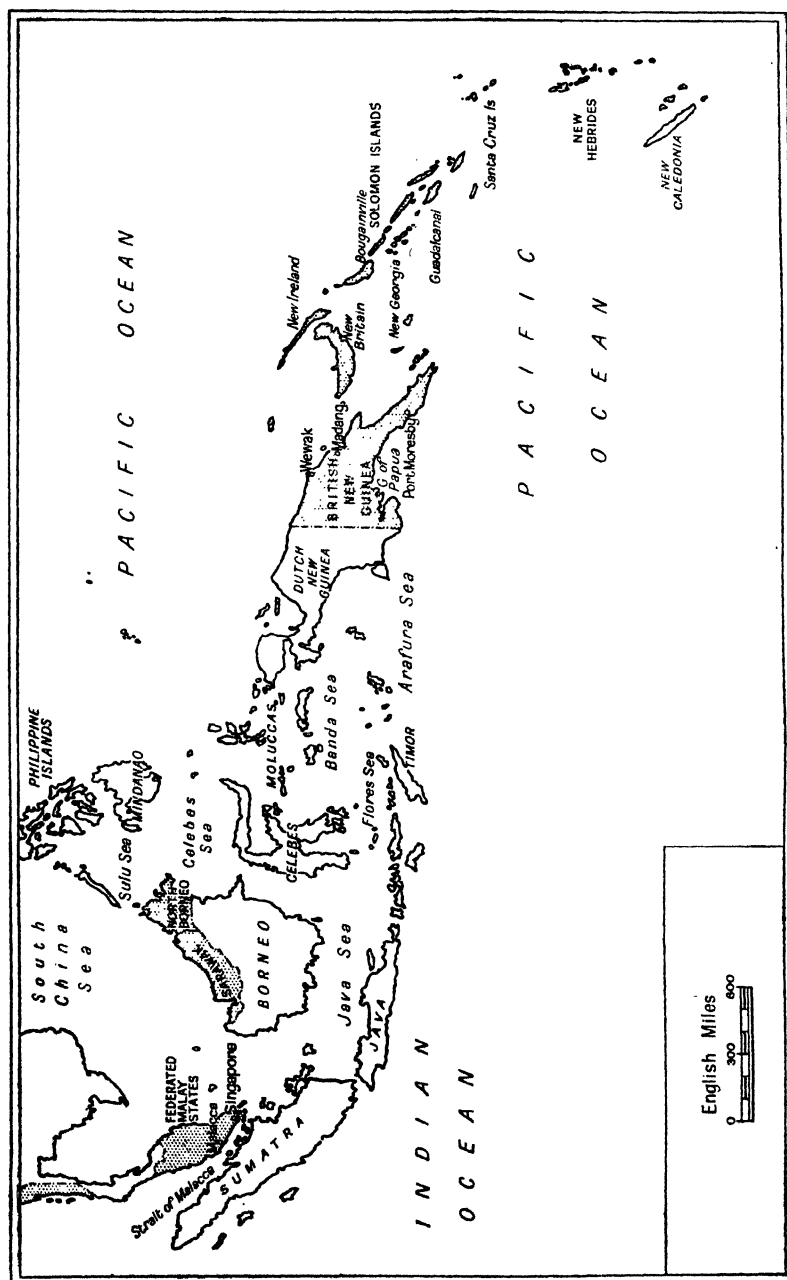 PACIFIC OCEAN
PHILIPPINE
ISLANDS
South
China
Sea
Sulu Sea
MINDANAO
Celebes
Sea
NORTH
BORNEO
SARAWAK
BORNEO
FEDERATED
MALAY
STATES
Malacca
Singapore
Strait of Malacca
SUMATRA
Java Sea
JAVA
CELEBES
MOLUCCAS
Banda Sea
Flores Sea
TIMOR
Arafura Sea
DUTCH
NEW
GUINEA
BRITISH
NEW
GUINEA
Wewak
Madang
G of
Papua
Port Moresby
New Ireland
New
Britain
Bougainville
SOLOMON ISLANDS
New Georgia
Guadalcanal
Santa Cruz Is
NEW
HEBRIDES
NEW
CALEDONIA
PACIFIC
OCEAN
INDIAN
OCEAN
English Miles
0 300 600